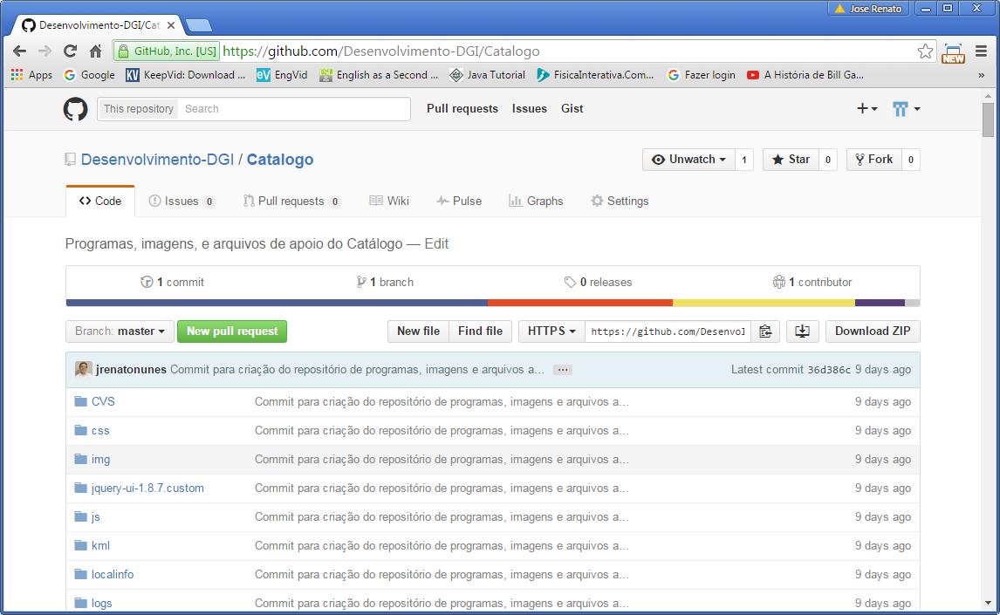 Jose Renato
Desenvolvimento-DGI/Cat
GitHub, Inc. [US] https://github.com/Desenvolvimento-DGI/Catalogo
NEW
Apps Google KeepVid: Download ... EngVid English as a Second ... Java Tutorial FisicaInterativa.Com... Fazer login A História de Bill Ga... »
This repository Search Pull requests Issues Gist
Desenvolvimento-DGI / Catalogo Unwatch 1 Star 0 Fork 0
Code Issues 0 Pull requests 0 Wiki Pulse Graphs Settings
Programas, imagens, e arquivos de apoio do Catálogo — Edit
1 commit 1 branch 0 releases 1 contributor
Branch: master New pull request New file Find file HTTPS https://github.com/Desenvol Download ZIP
jrenatonunes Commit para criação do repositório de programas, imagens e arquivos a... ... Latest commit 36d386c 9 days ago
CVS Commit para criação do repositório de programas, imagens e arquivos a... 9 days ago
css Commit para criação do repositório de programas, imagens e arquivos a... 9 days ago
img Commit para criação do repositório de programas, imagens e arquivos a... 9 days ago
jquery-ui-1.8.7.custom Commit para criação do repositório de programas, imagens e arquivos a... 9 days ago
js Commit para criação do repositório de programas, imagens e arquivos a... 9 days ago
kml Commit para criação do repositório de programas, imagens e arquivos a... 9 days ago
localinfo Commit para criação do repositório de programas, imagens e arquivos a... 9 days ago
logs Commit para criação do repositório de programas, imagens e arquivos a... 9 days ago